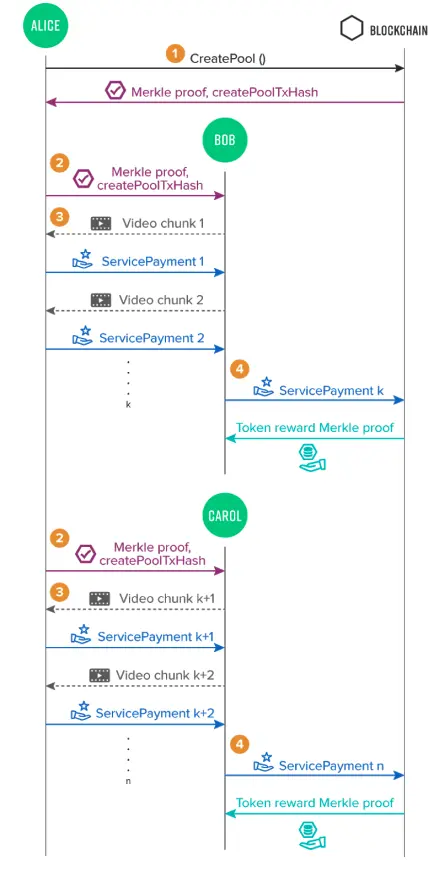 ALICE
BLOCKCHAIN
1
CreatePool ()
Merkle proof, createPoolTxHash
BOB
2
Merkle proof,
createPoolTxHash
3
Video chunk 1
ServicePayment 1
Video chunk 2
ServicePayment 2
4
ServicePayment k
k
Token reward Merkle proof
CAROL
2
Merkle proof,
createPoolTxHash
3
Video chunk k+1
ServicePayment k+1
Video chunk k+2
ServicePayment k+2
4
ServicePayment n
n
Token reward Merkle proof